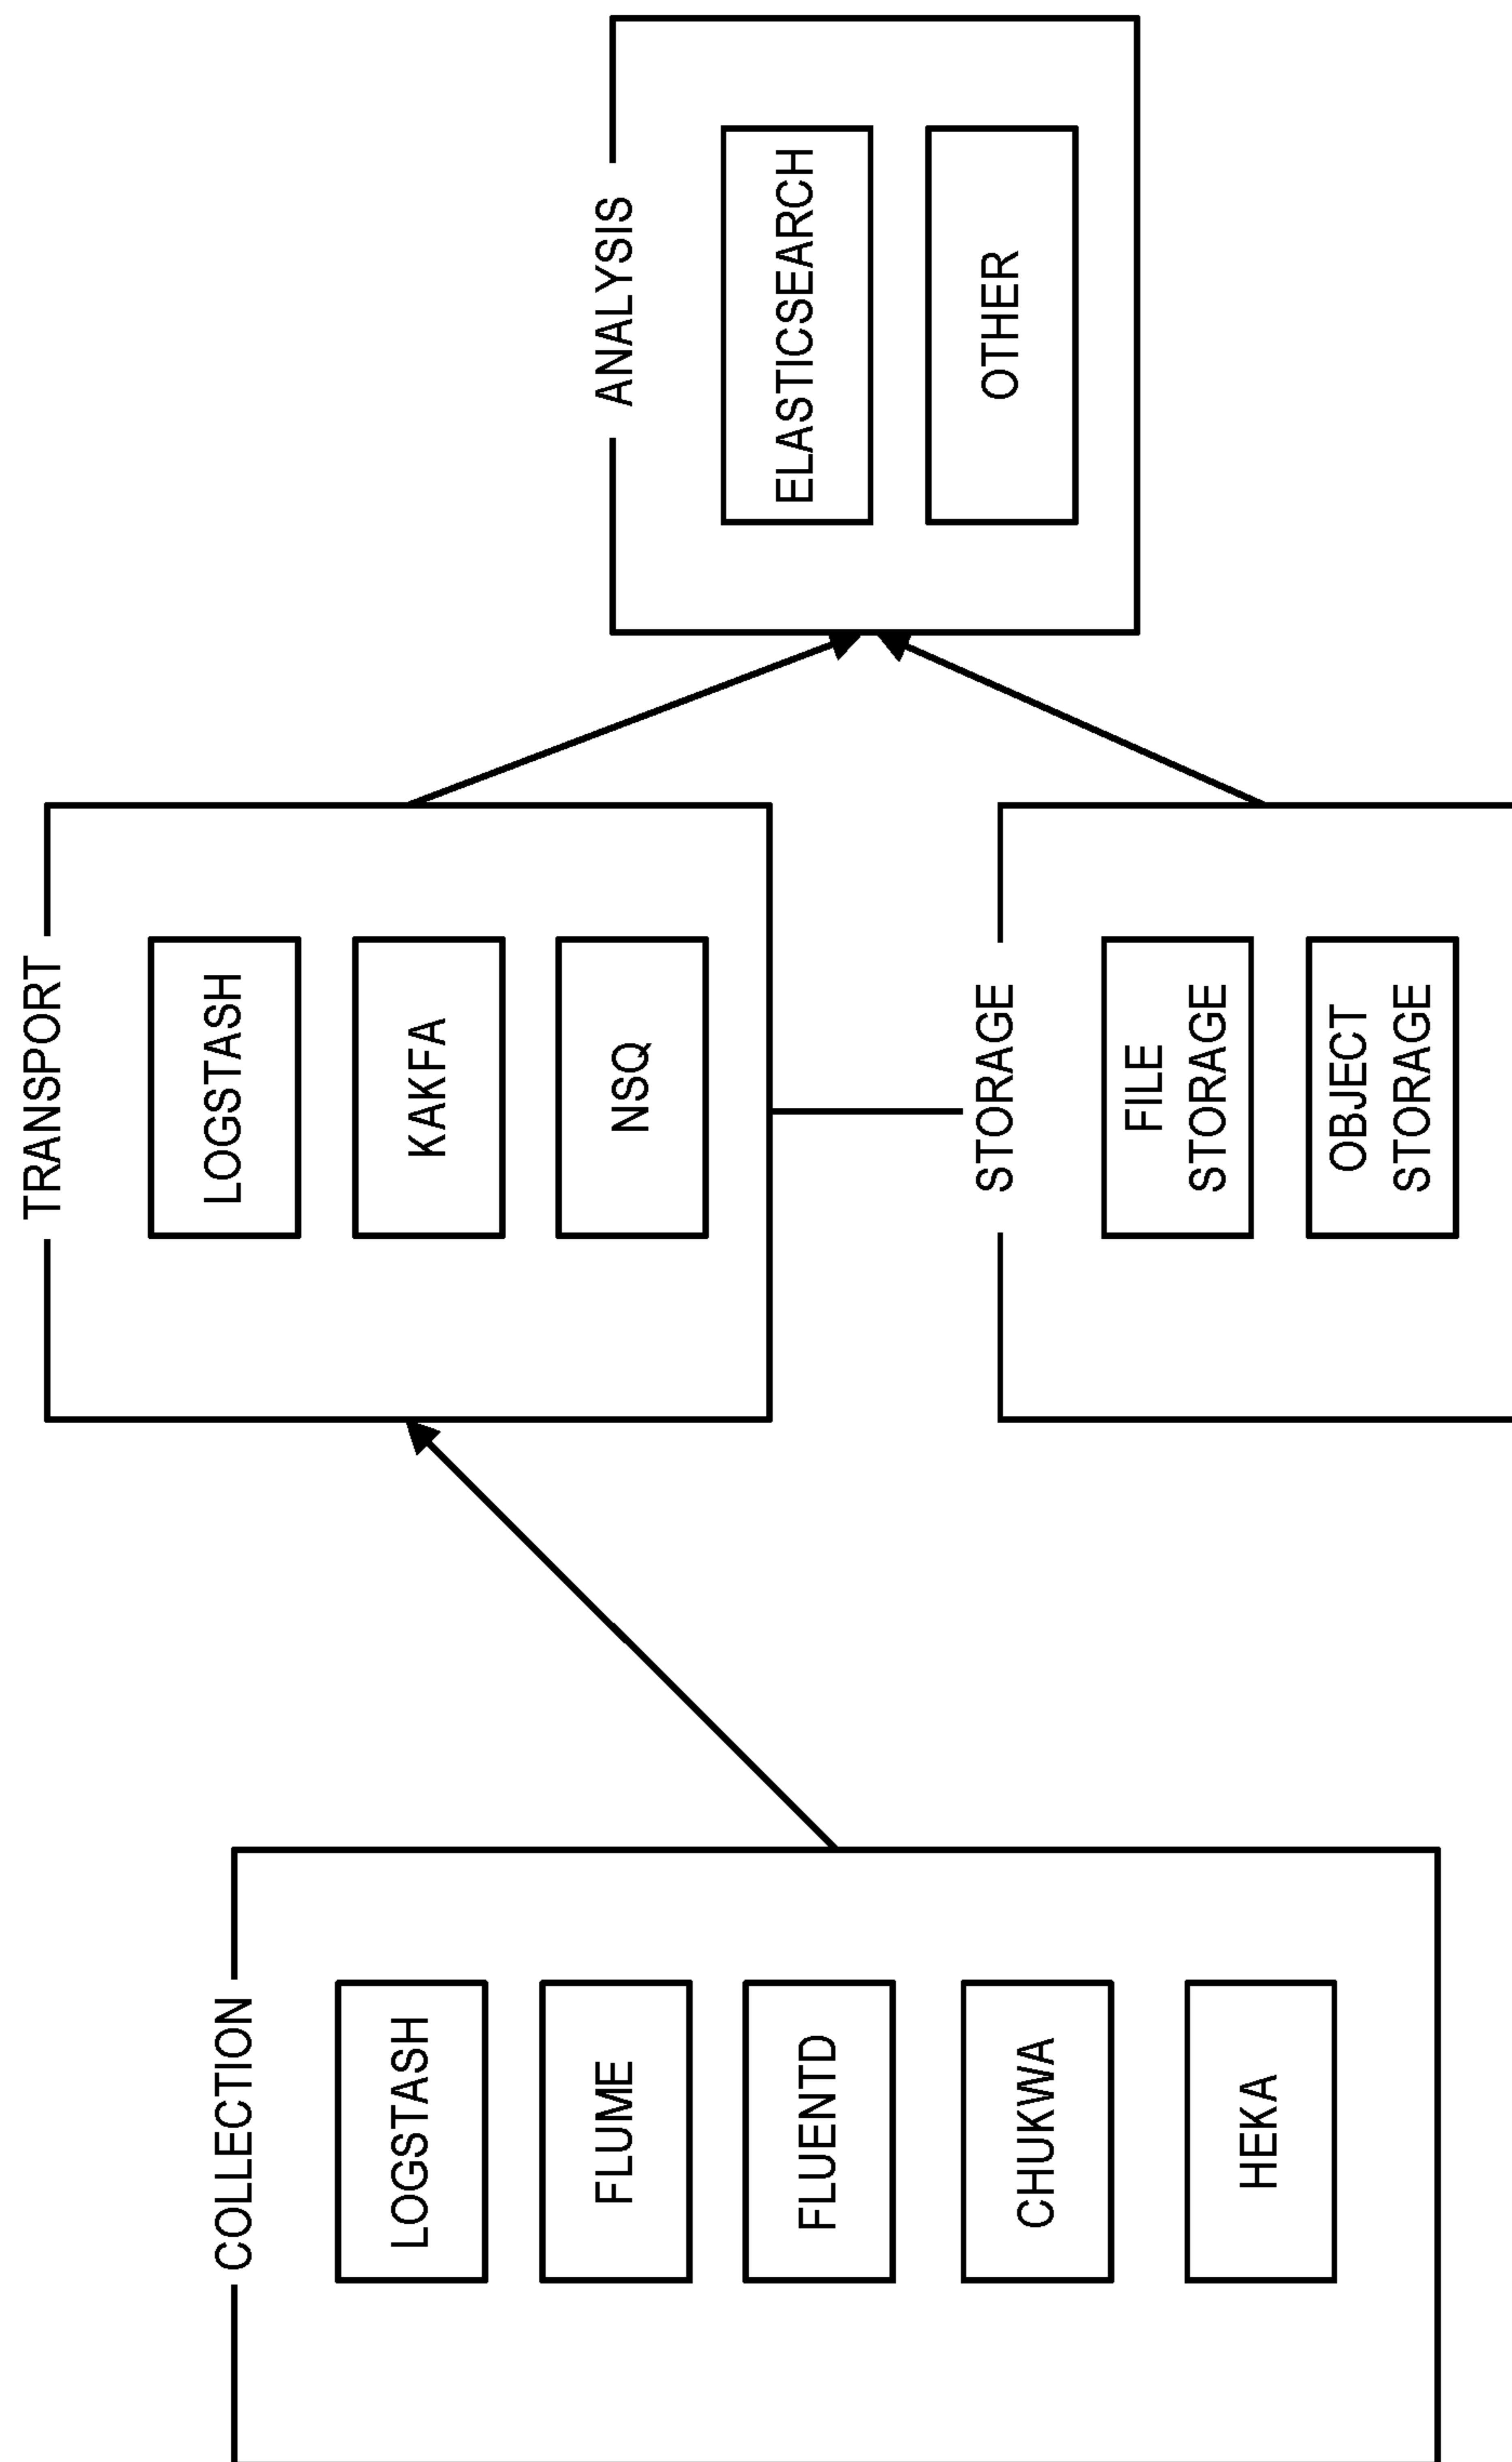 COLLECTION
LOGSTASH
FLUME
FLUENTD
CHUKWA
HEKA
TRANSPORT
LOGSTASH
KAKFA
NSQ
STORAGE
FILE
STORAGE
OBJECT
STORAGE
ANALYSIS
ELASTICSEARCH
OTHER